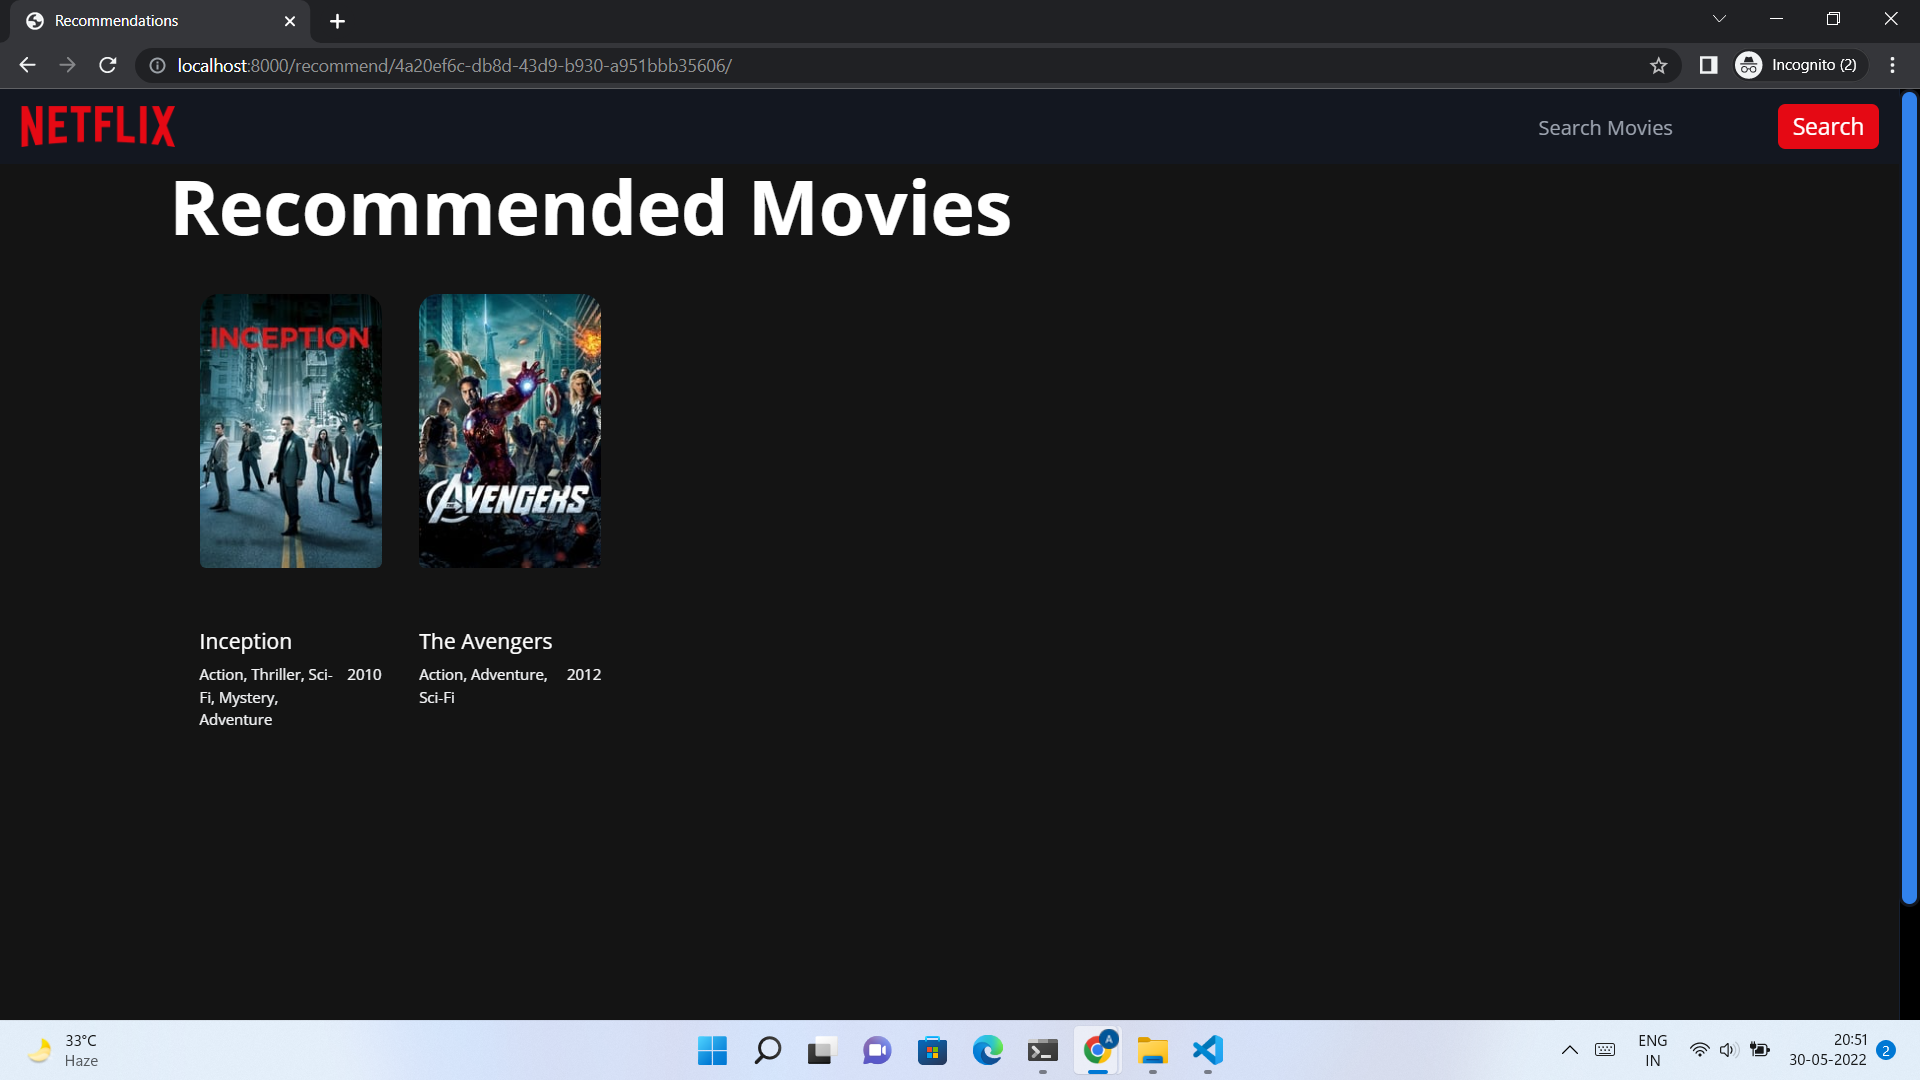 Recommendations
localhost:8000/recommend/4a20ef6c-db8d-43d9-b930-a951bbb35606/
Incognito (2)
NETFLIX
Search Movies
Search
Recommended Movies
INCEPTION
AVENGERS
Inception
Action, Thriller, Sci-
Fi, Mystery,
Adventure
2010
The Avengers
Action, Adventure,
Sci-Fi
2012
33°C
Haze
A
ENG
IN
20:51
30-05-2022
2